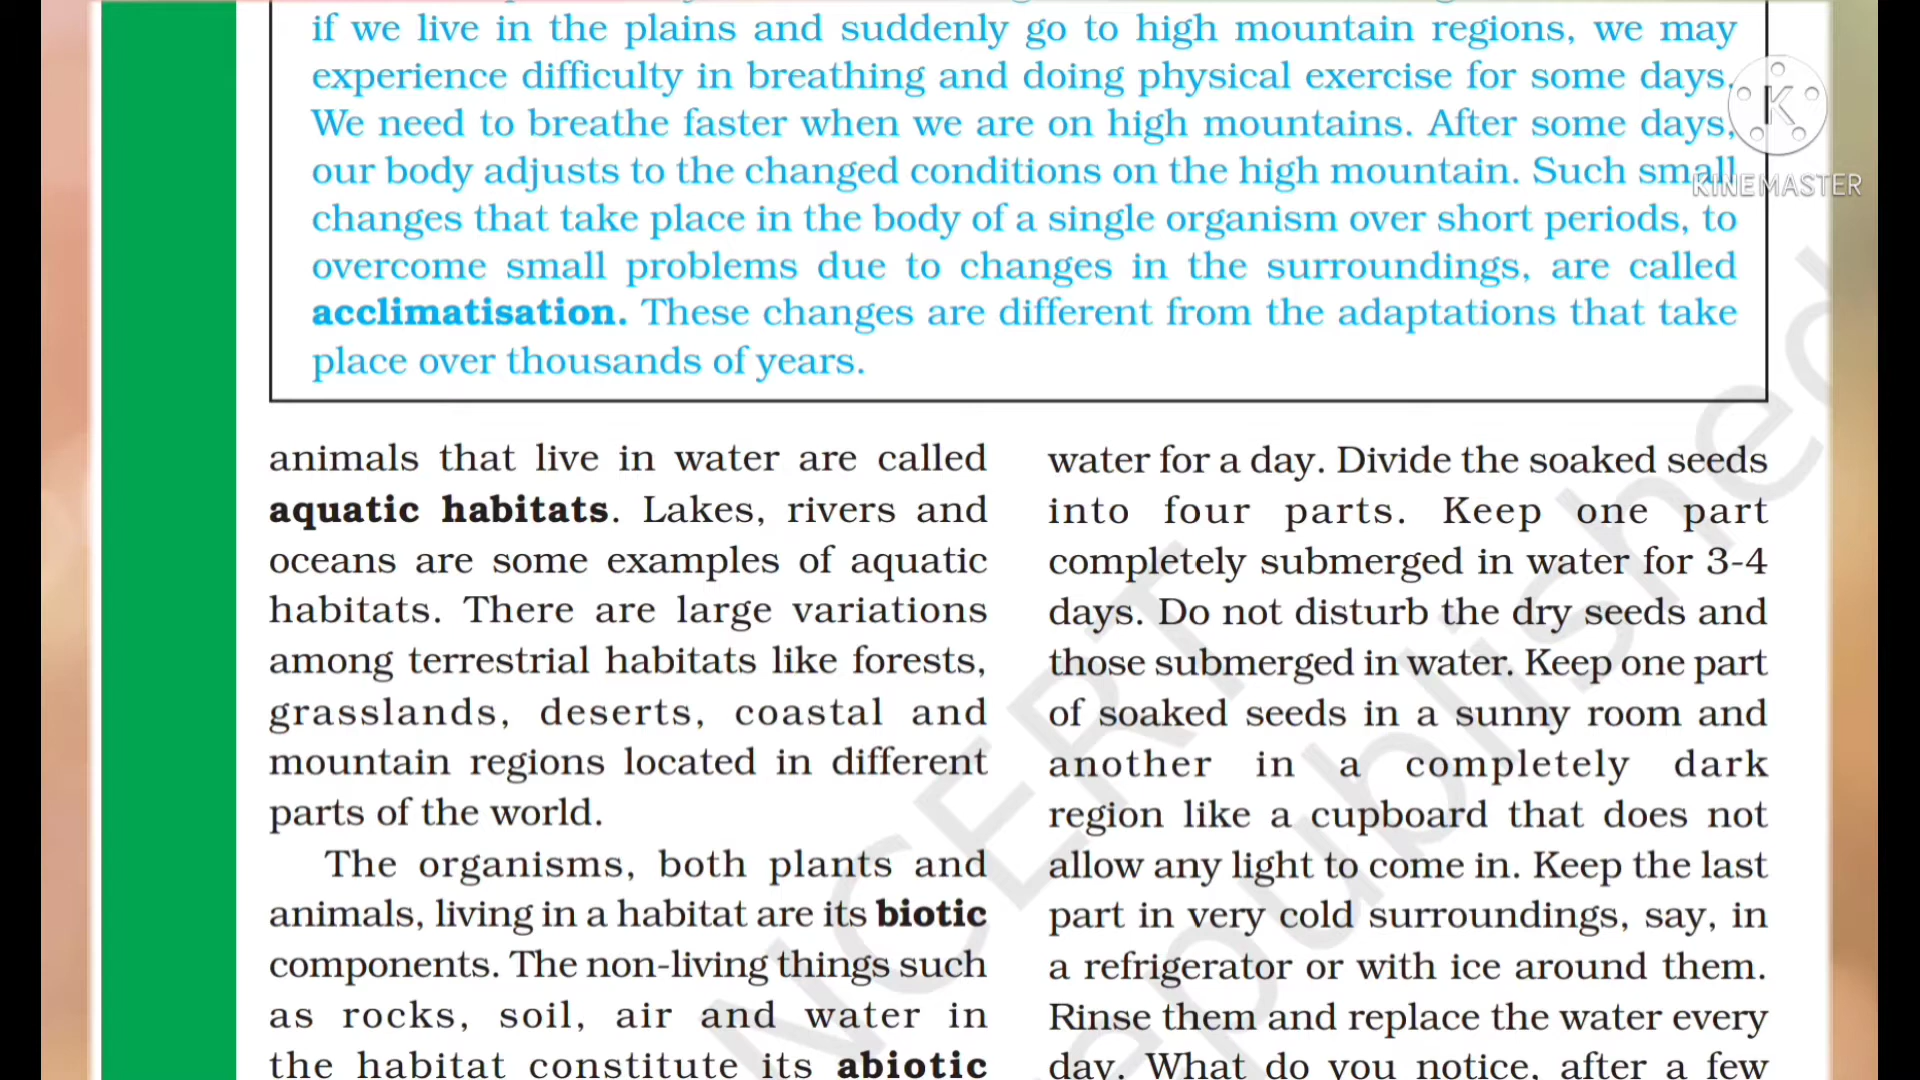 if we live in the plains and suddenly go to high mountain regions, we may
experience difficulty in breathing and doing physical exercise for some days.
We need to breathe faster when we are on high mountains. After some days,
our body adjusts to the changed conditions on the high mountain. Such small
changes that take place in the body of a single organism over short periods, to
overcome small problems due to changes in the surroundings, are called
acclimatisation. These changes are different from the adaptations that take
place over thousands of years.
K
KINEMASTER
animals that live in water are called
aquatic habitats. Lakes, rivers and
oceans are some examples of aquatic
habitats. There are large variations
among terrestrial habitats like forests,
grasslands, deserts, coastal and
mountain regions located in different
parts of the world.
The organisms, both plants and
animals, living in a habitat are its biotic
components. The non-living things such
as rocks, soil, air and water in
the habitat constitute its abiotic
water for a day. Divide the soaked seeds
into four parts. Keep one part
completely submerged in water for 3-4
days. Do not disturb the dry seeds and
those submerged in water. Keep one part
of soaked seeds in a sunny room and
another in a completely dark
region like a cupboard that does not
allow any light to come in. Keep the last
part in very cold surroundings, say, in
a refrigerator or with ice around them.
Rinse them and replace the water every
day. What do you notice, after a few
NCERT
epublished